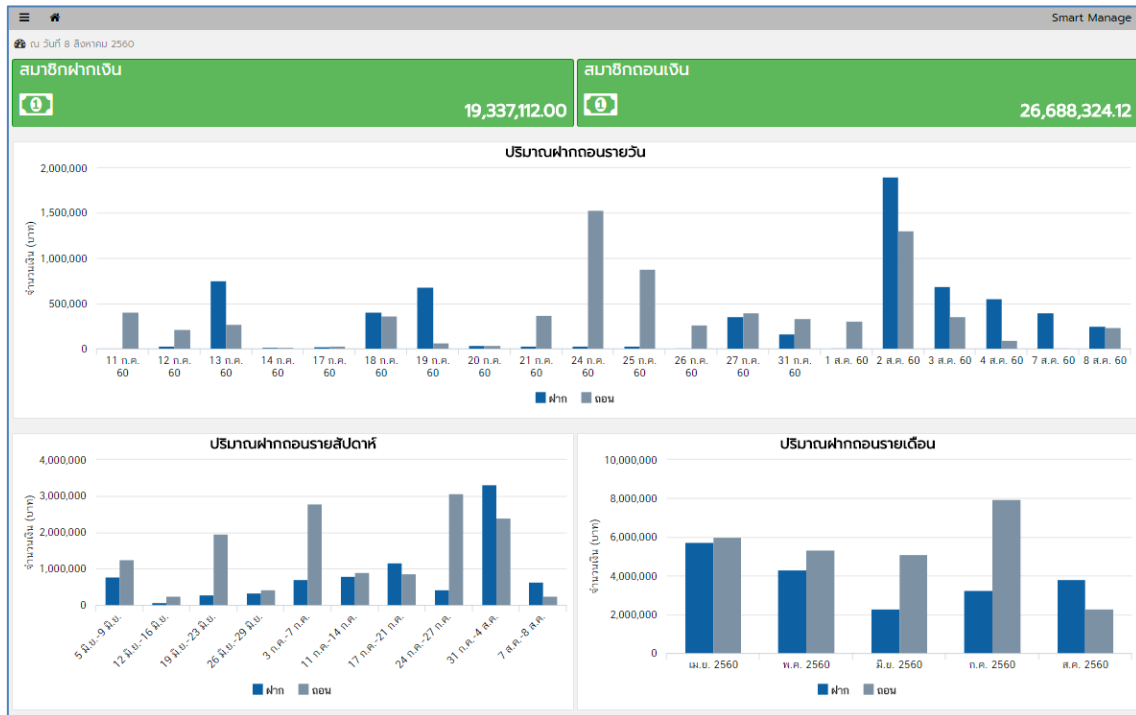 Smart Manage
ณ วันที่ 8 สิงหาคม 2560
สมาชิกฝากเงิน
19,337,112.00
สมาชิกถอนเงิน
26,688,324.12
ปริมาณฝากถอนรายวัน
จำนวนเงิน (บาท)
2,000,000
1,500,000
1,000,000
500,000
0
11 ก.ค. 60
12 ก.ค. 60
13 ก.ค. 60
14 ก.ค. 60
17 ก.ค. 60
18 ก.ค. 60
19 ก.ค. 60
20 ก.ค. 60
21 ก.ค. 60
24 ก.ค. 60
25 ก.ค. 60
26 ก.ค. 60
27 ก.ค. 60
31 ก.ค. 60
1 ส.ค. 60
2 ส.ค. 60
3 ส.ค. 60
4 ส.ค. 60
7 ส.ค. 60
8 ส.ค. 60
ฝาก ถอน
ปริมาณฝากถอนรายสัปดาห์
จำนวนเงิน (บาท)
4,000,000
3,000,000
2,000,000
1,000,000
0
5 มิ.ย.-9 มิ.ย.
12 มิ.ย.-16 มิ.ย.
19 มิ.ย.-23 มิ.ย.
26 มิ.ย.-29 มิ.ย.
3 ก.ค.-7 ก.ค.
11 ก.ค.-14 ก.ค.
17 ก.ค.-21 ก.ค.
24 ก.ค.-27 ก.ค.
31 ก.ค.-4 ส.ค.
7 ส.ค.-8 ส.ค.
ฝาก ถอน
ปริมาณฝากถอนรายเดือน
จำนวนเงิน (บาท)
10,000,000
8,000,000
6,000,000
4,000,000
2,000,000
0
เม.ย. 2560
พ.ค. 2560
มิ.ย. 2560
ก.ค. 2560
ส.ค. 2560
ฝาก ถอน